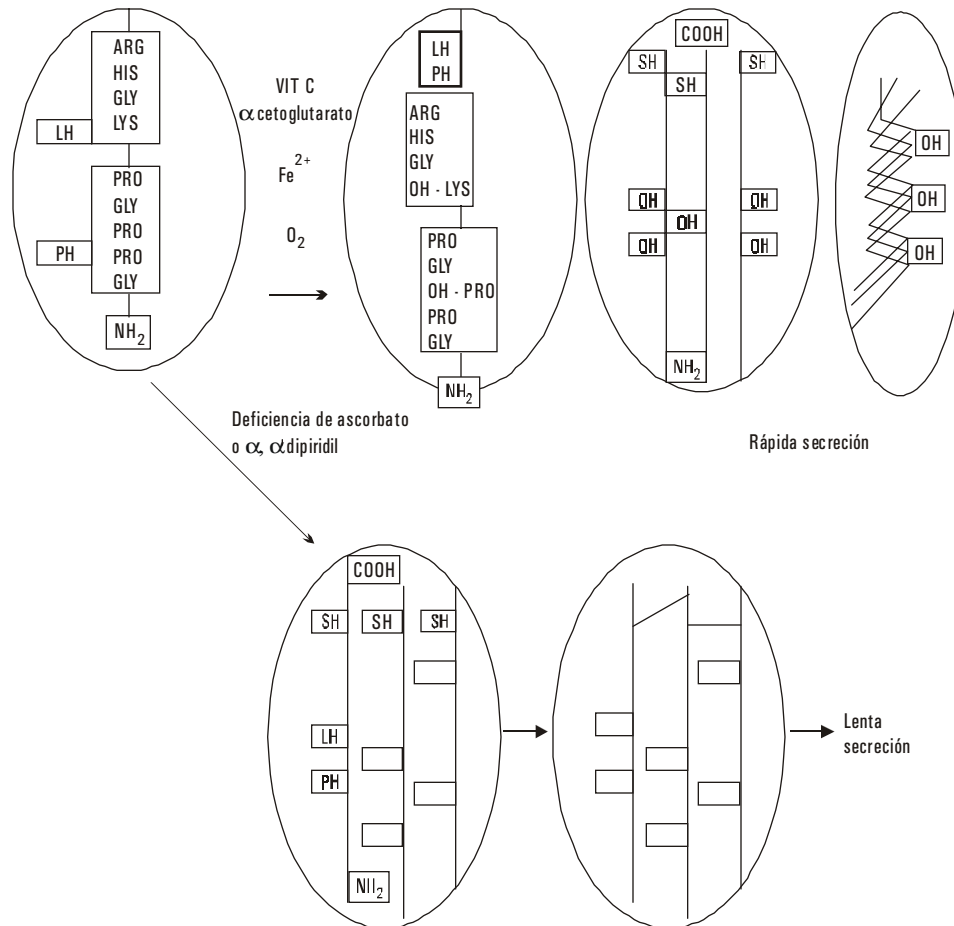 ARG
HIS
GLY
LYS
LH
PRO
GLY
PRO
PRO
GLY
PH
NH2
VIT C
α cetoglutarato
Fe2+
O2
LH
PH
ARG
HIS
GLY
OH - LYS
PRO
GLY
OH - PRO
PRO
GLY
NH2
COOH
SH
SH
SH
OH
OH
OH
OH
OH
NH2
OH
OH
OH
Deficiencia de ascorbato
o α, α dipiridil
Rápida secreción
COOH
SH
SH
SH
LH
PH
NH2
Lenta
secreción